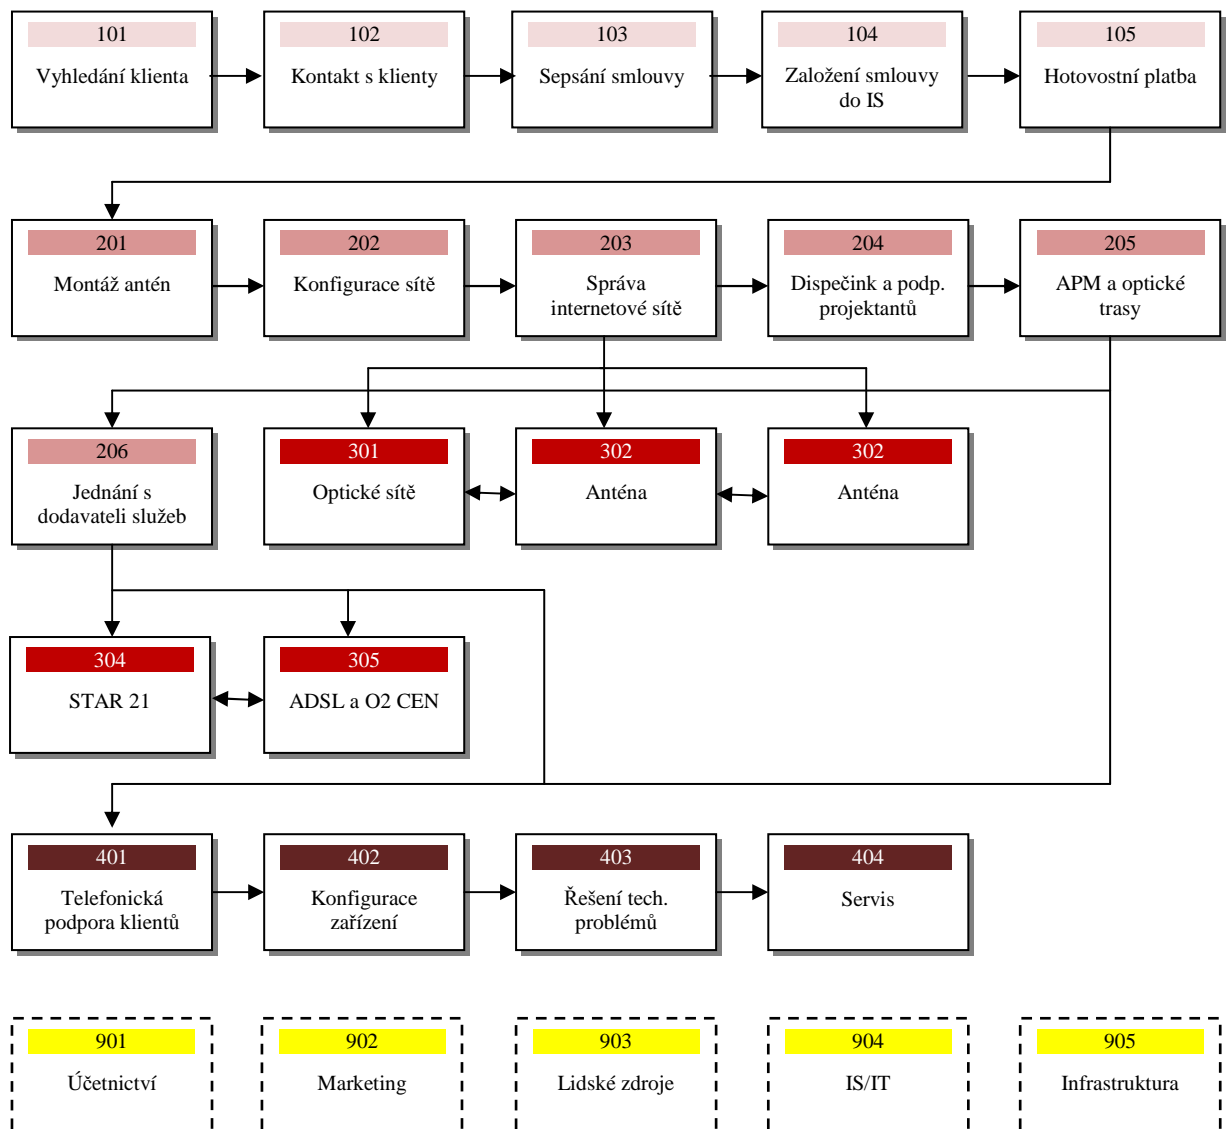 101
Vyhledání klienta
102
Kontakt s klienty
103
Sepsání smlouvy
104
Založení smlouvy
do IS
105
Hotovostní platba
201
Montáž antén
202
Konfigurace sítě
203
Správa
internetové sítě
204
Dispečink a podp.
projektantů
205
APM a optické
trasy
206
Jednání s
dodavateli služeb
301
Optické sítě
302
Anténa
302
Anténa
304
STAR 21
305
ADSL a O2 CEN
401
Telefonická
podpora klientů
402
Konfigurace
zařízení
403
Řešení tech.
problémů
404
Servis
901
Účetnictví
902
Marketing
903
Lidské zdroje
904
IS/IT
905
Infrastruktura